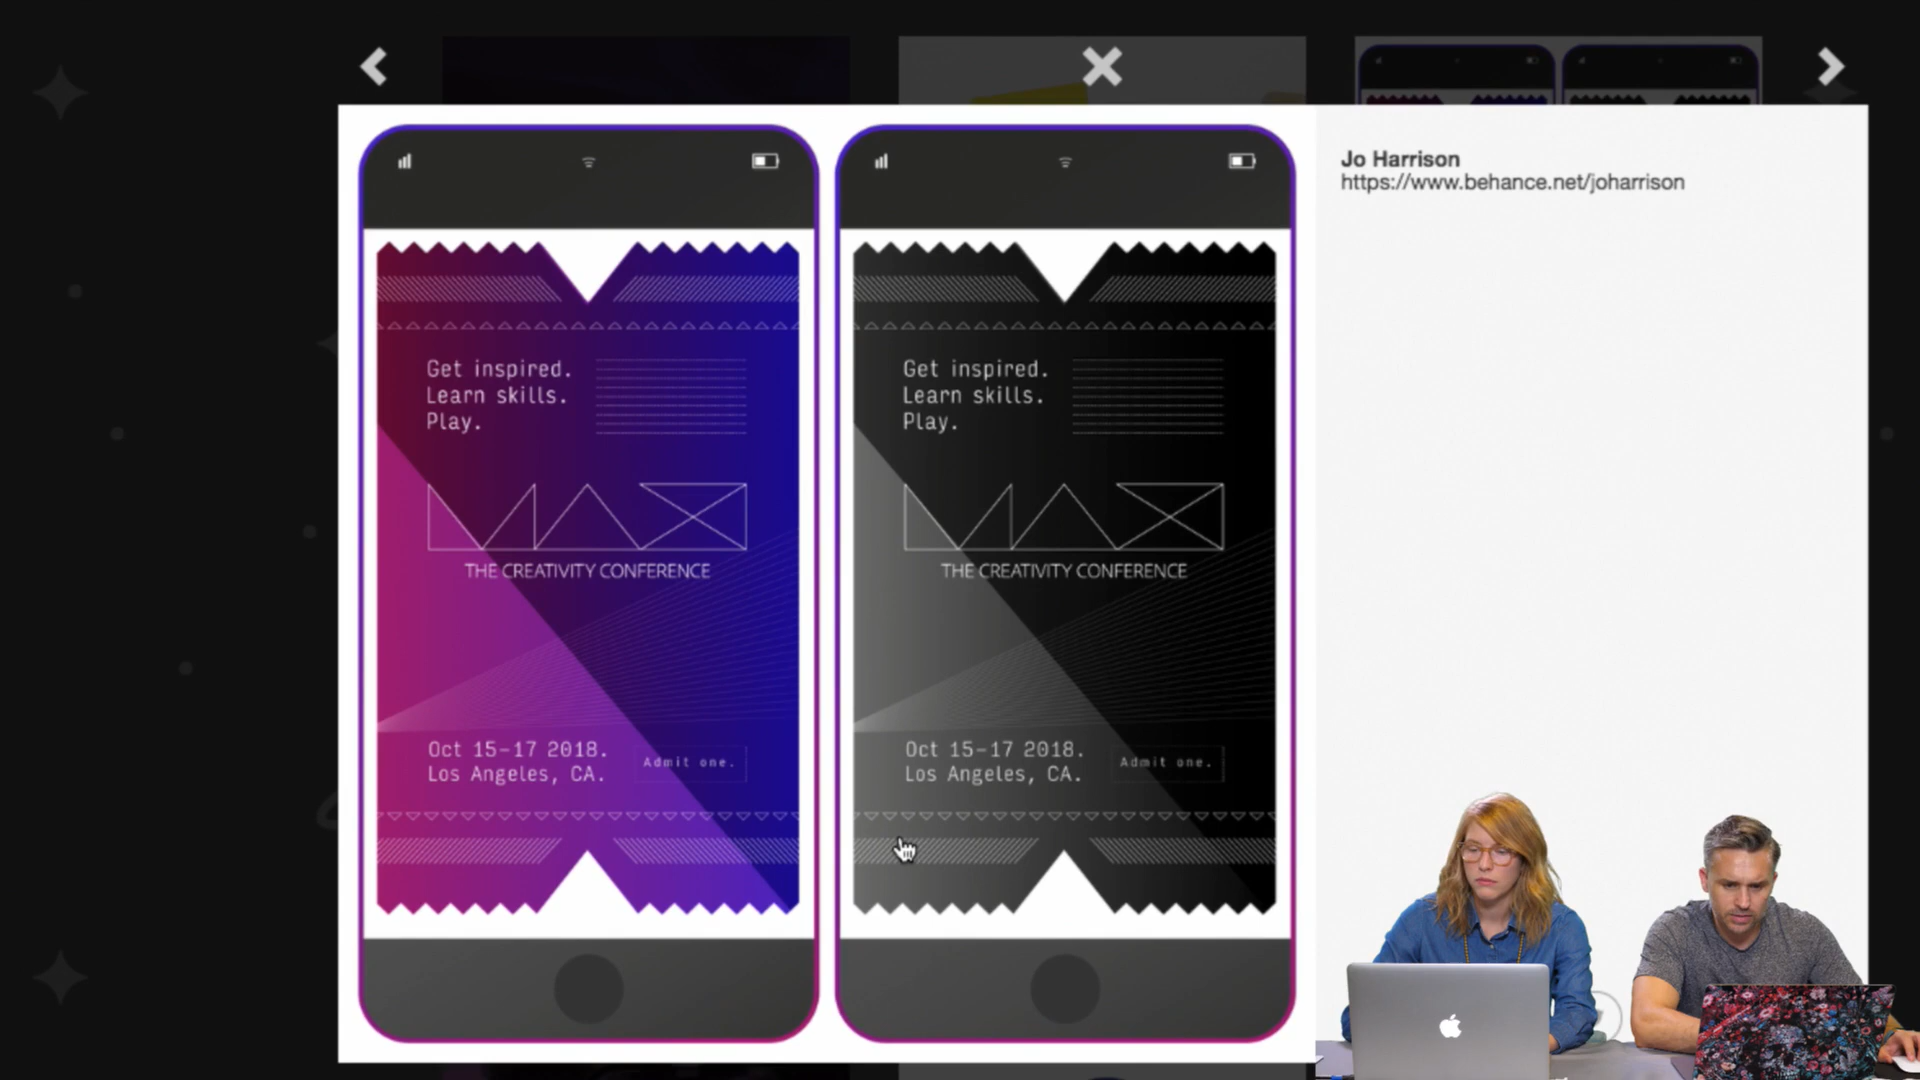 Jo Harrison
https://www.behance.net/joharrison
Get inspired.
Learn skills.
Play.
MAX
THE CREATIVITY CONFERENCE
Oct 15-17 2018.
Los Angeles, CA.
Admit one.
Get inspired.
Learn skills.
Play.
MAX
THE CREATIVITY CONFERENCE
Oct 15-17 2018.
Los Angeles, CA.
Admit one.